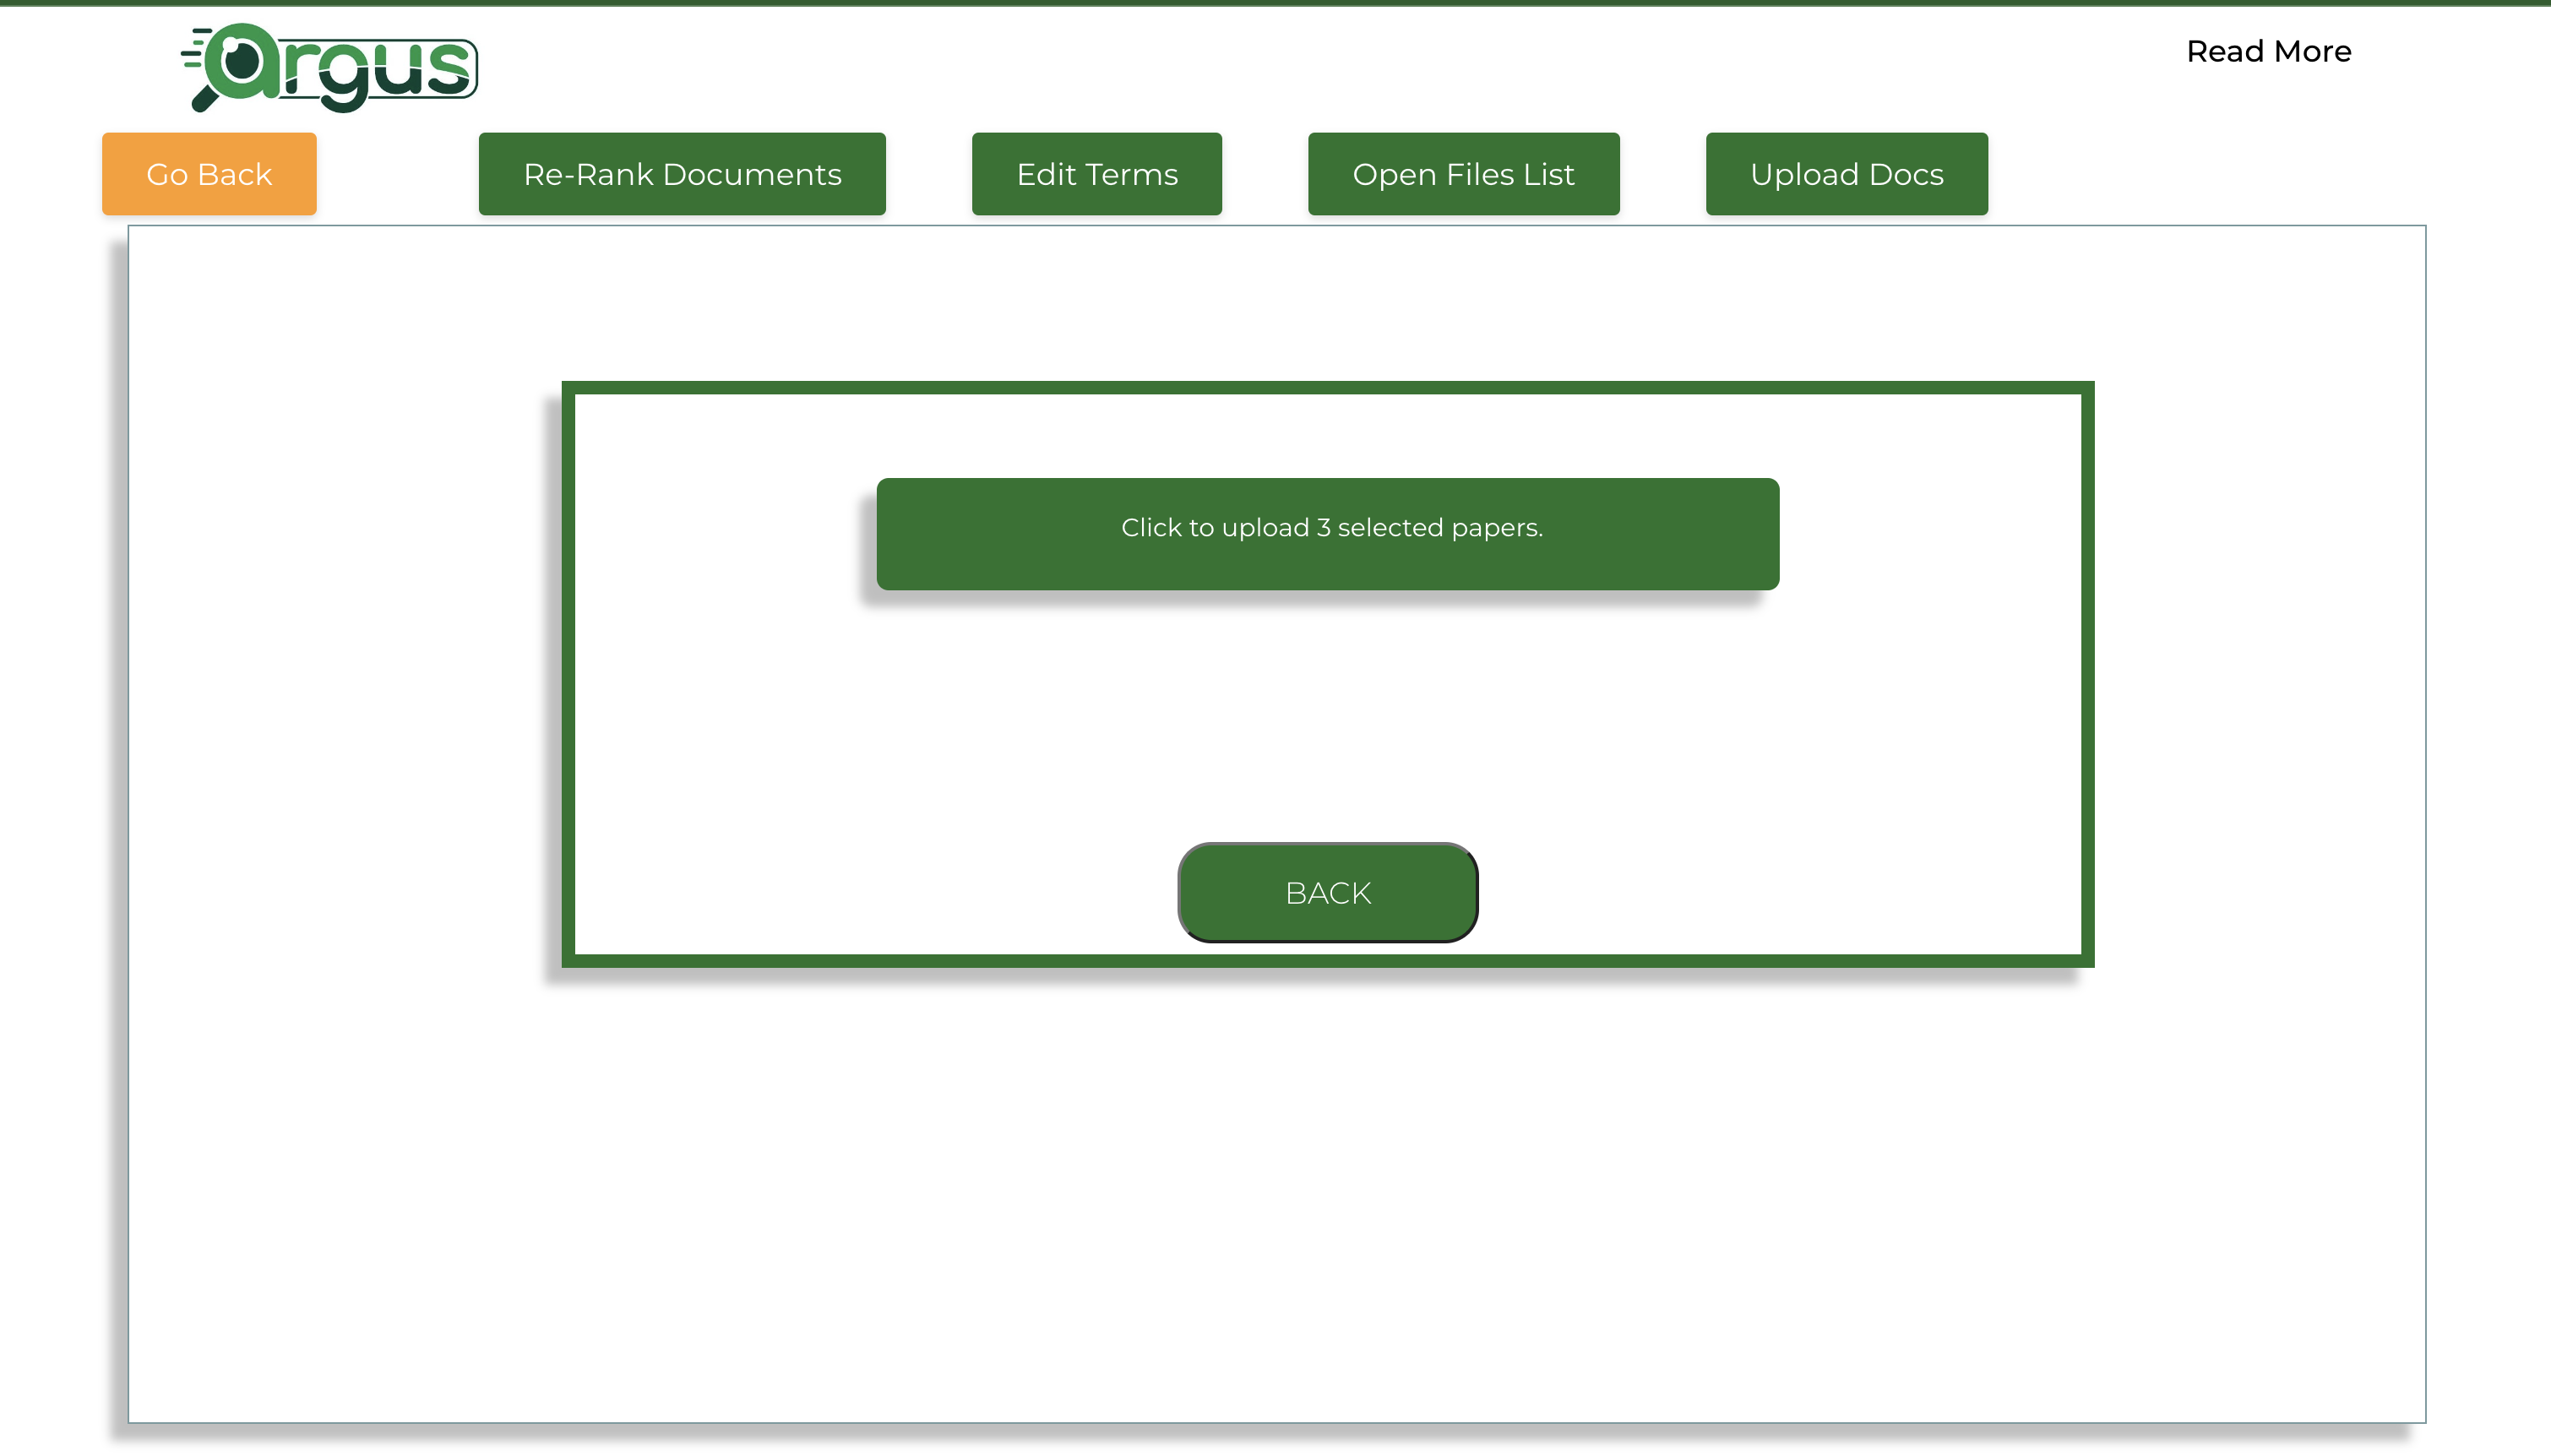 argus
Read More
Go Back
Re-Rank Documents
Edit Terms
Open Files List
Upload Docs
Click to upload 3 selected papers.
BACK